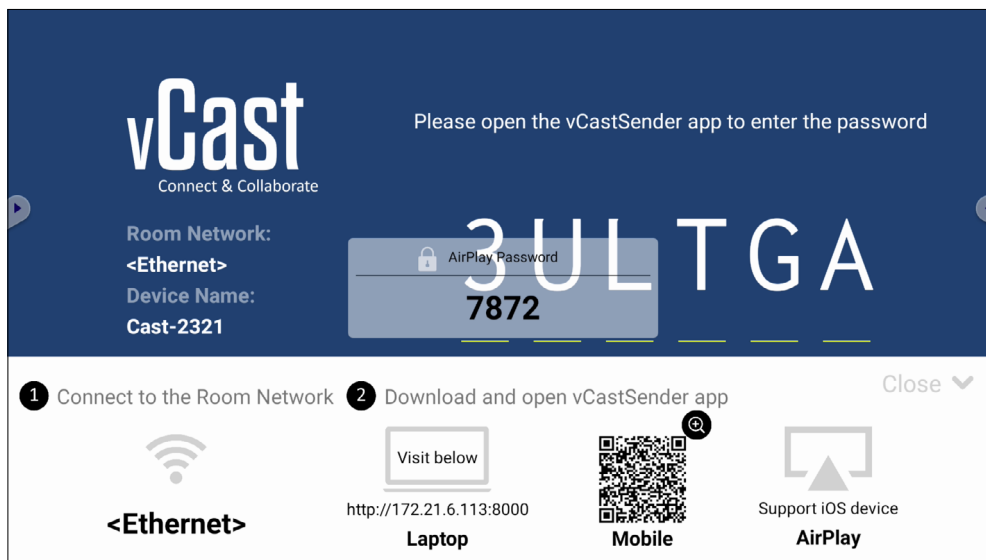 vCast
Connect & Collaborate
Please open the vCastSender app to enter the password
Room Network:
<Ethernet>
Device Name:
Cast-2321
3ULTGA
AirPlay Password
7872
Close
1 Connect to the Room Network
2 Download and open vCastSender app
<Ethernet>
Visit below
http://172.21.6.113:8000
Laptop
Mobile
Support iOS device
AirPlay